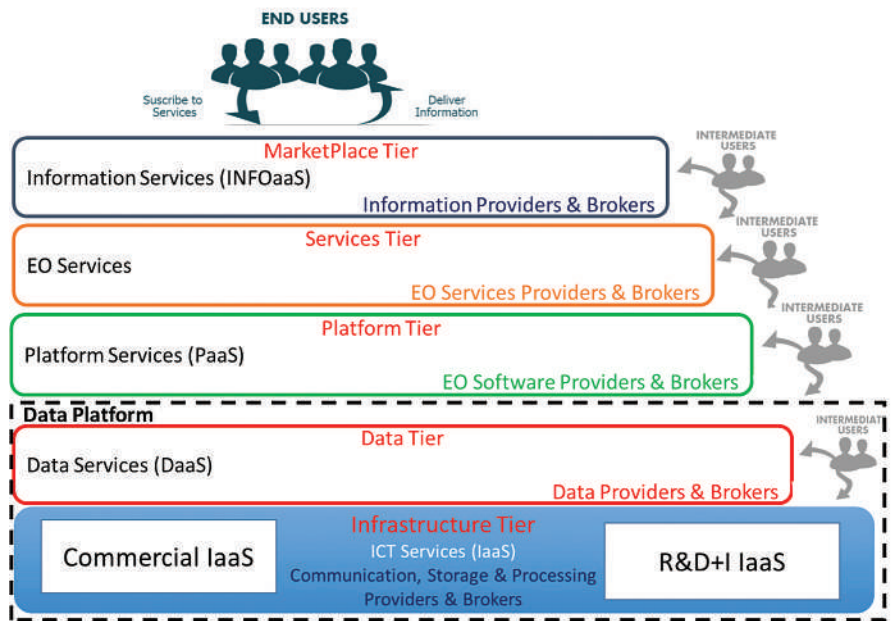 END USERS
Suscribe to
Services
Deliver
Information
MarketPlace Tier
Information Services (INFOaaS)
Information Providers & Brokers
INTERMEDIATE
USERS
Services Tier
EO Services
EO Services Providers & Brokers
INTERMEDIATE
USERS
Platform Tier
Platform Services (PaaS)
EO Software Providers & Brokers
INTERMEDIATE
USERS
Data Platform
Data Tier
Data Services (DaaS)
Data Providers & Brokers
INTERMEDIATE
USERS
Infrastructure Tier
Commercial IaaS
ICT Services (IaaS)
Communication, Storage & Processing
Providers & Brokers
R&D+I IaaS